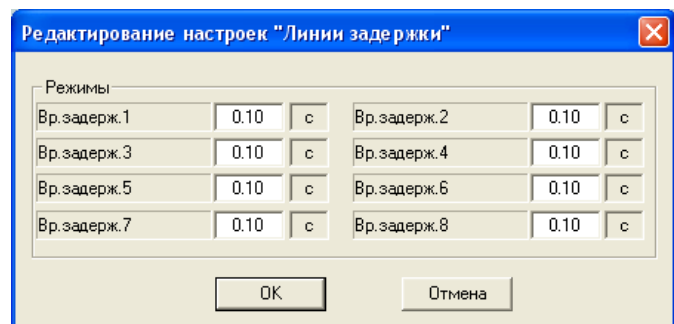 Редактирование настроек "Линии задержки"
Режимы
Вр.задерж.1 0.10 с Вр.задерж.2 0.10 с
Вр.задерж.3 0.10 с Вр.задерж.4 0.10 с
Вр.задерж.5 0.10 с Вр.задерж.6 0.10 с
Вр.задерж.7 0.10 с Вр.задерж.8 0.10 с
OK Отмена